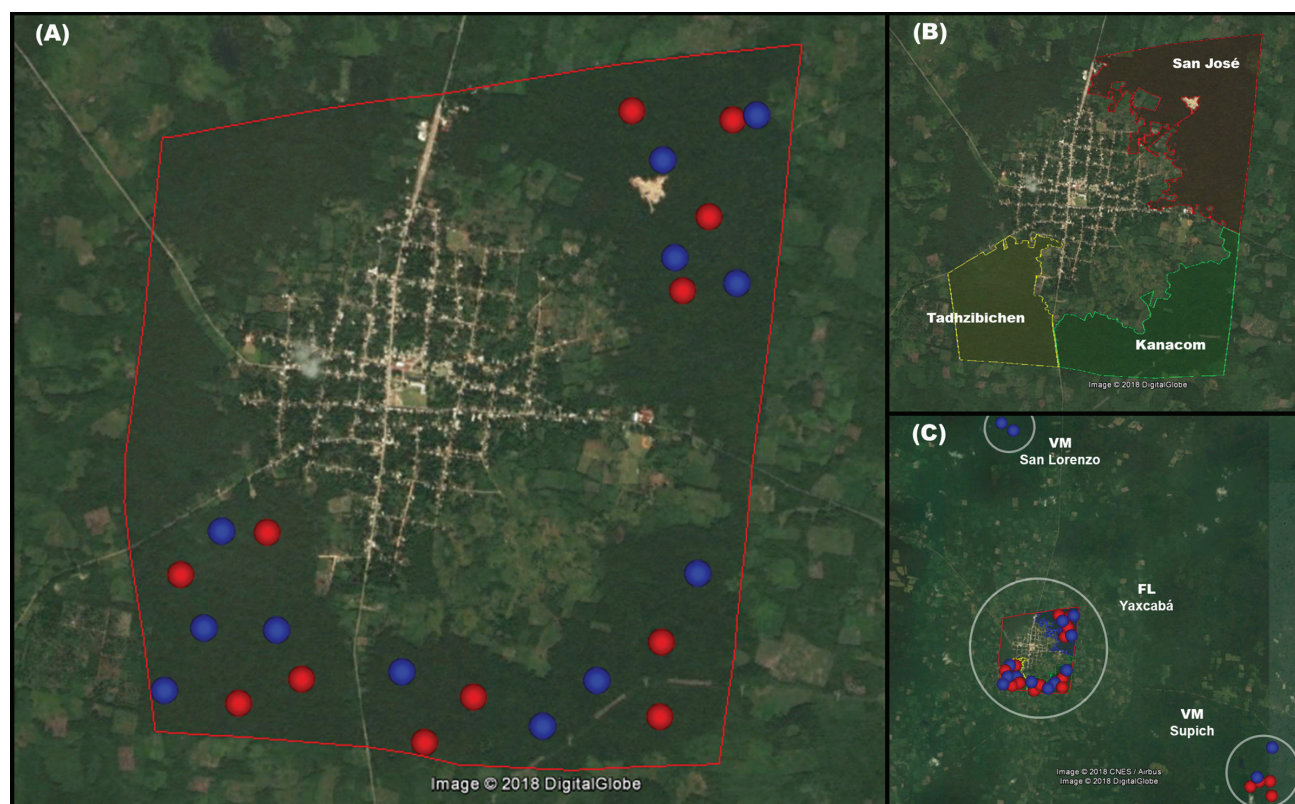 (A)
Image © 2018 DigitalGlobe
(B)
San José
Tadhzibichen
Kanacom
Image © 2018 DigitalGlobe
(C)
VM
San Lorenzo
FL
Yaxcabá
VM
Supich
Image © 2018 CNES / Airbus
Image © 2018 DigitalGlobe